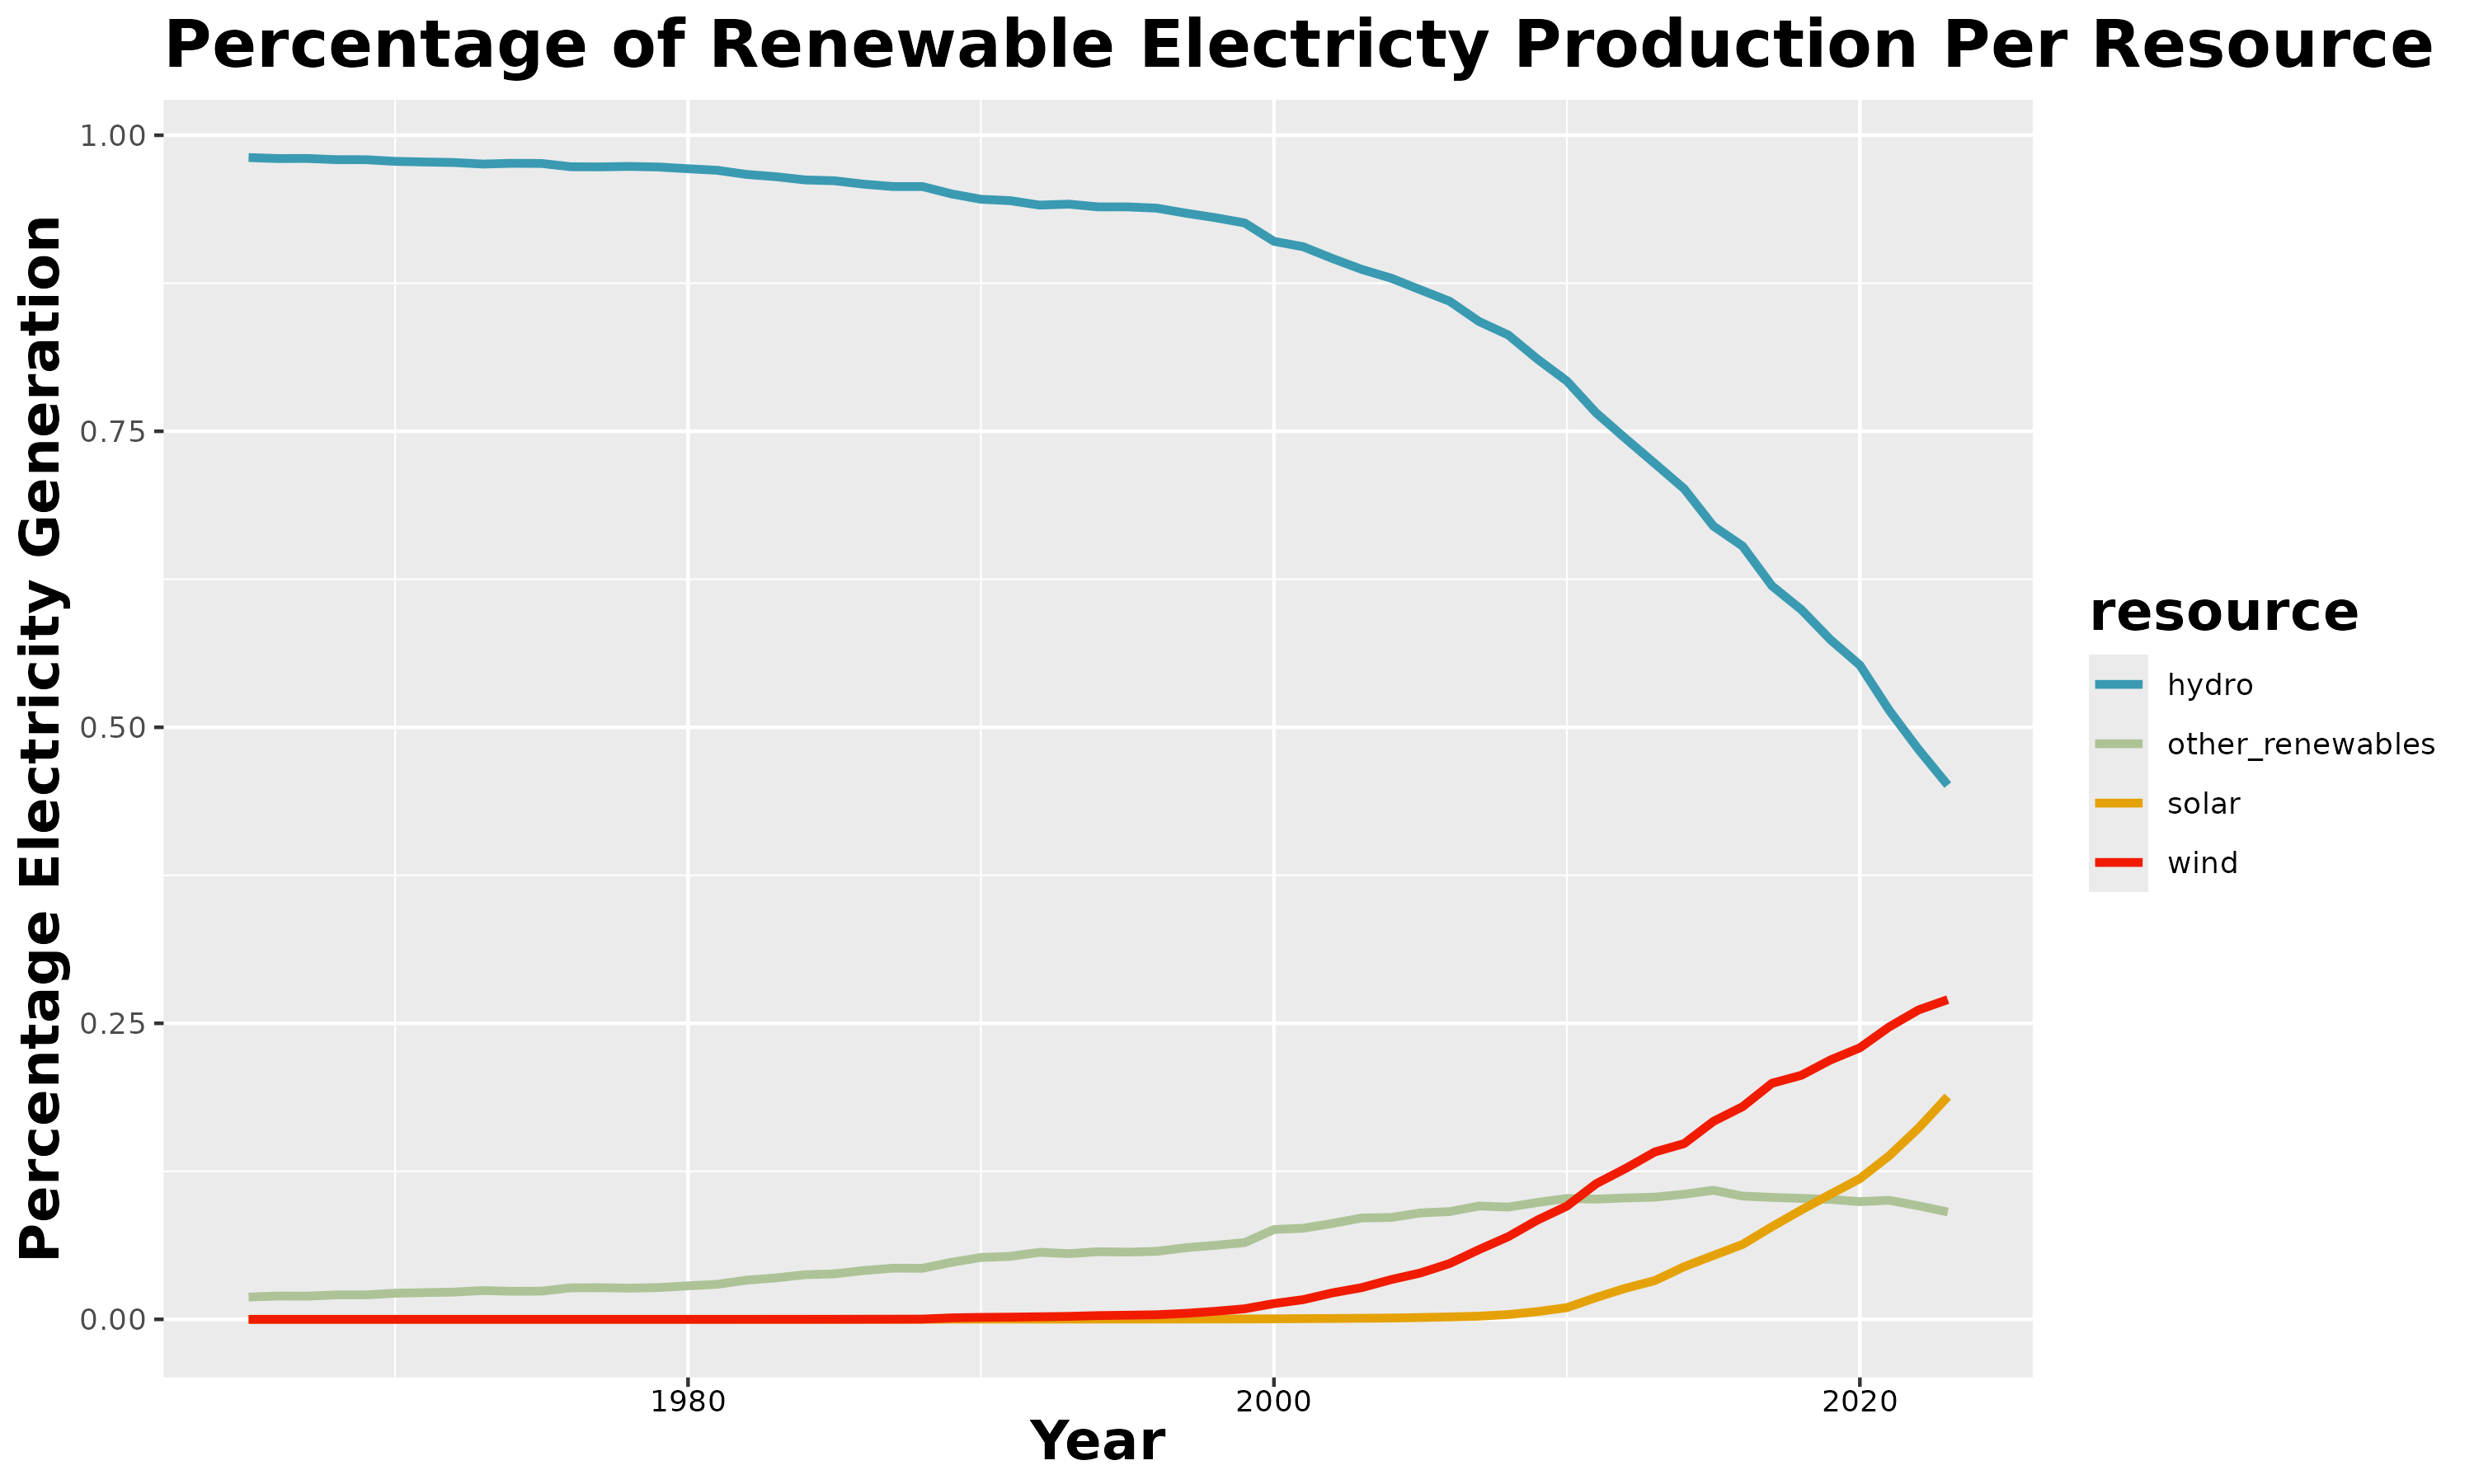 Percentage of Renewable Electricty Production Per Resource
Percentage Electricity Generation
1.00
0.75
0.50
0.25
0.00
1980
2000
2020
Year
resource
hydro
other_renewables
solar
wind